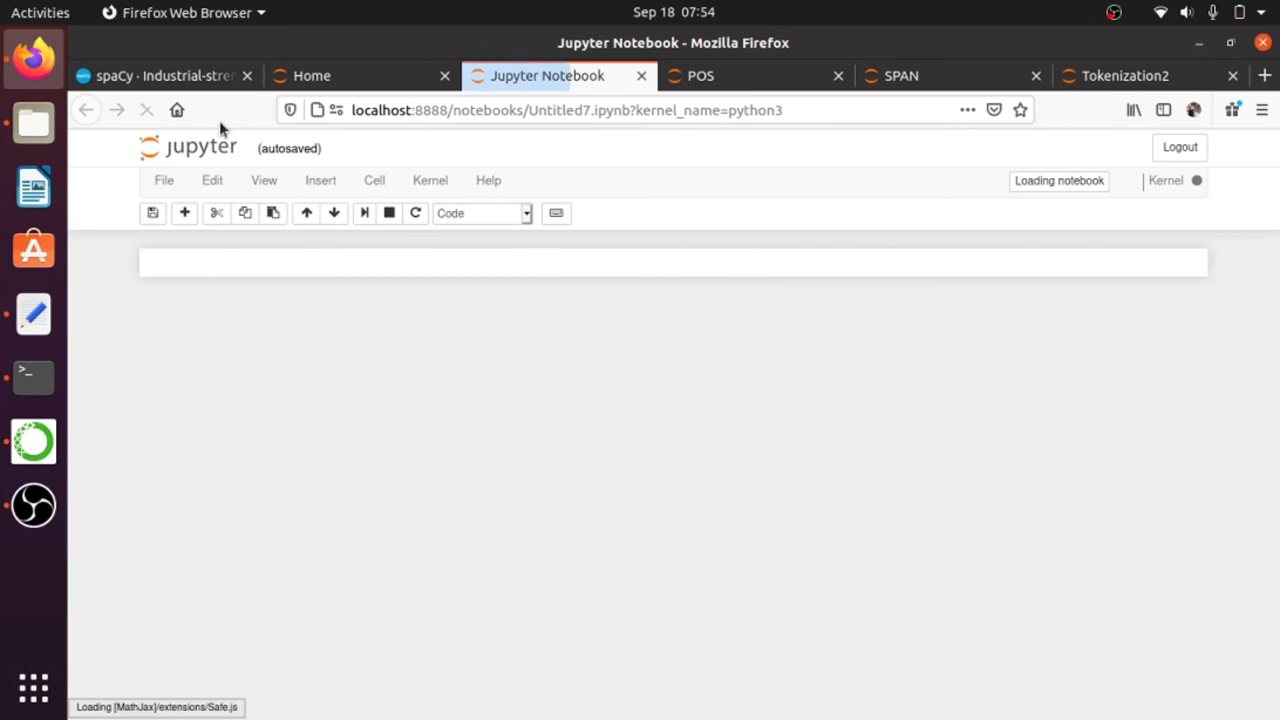 Activities
Firefox Web Browser
Sep 18 07:54
Jupyter Notebook - Mozilla Firefox
spaCy · Industrial-stren
Home
Jupyter Notebook
POS
SPAN
Tokenization2
localhost:8888/notebooks/Untitled7.ipynb?kernel_name=python3
jupyter
(autosaved)
Logout
File
Edit
View
Insert
Cell
Kernel
Help
Loading notebook
Kernel
Code
Loading [MathJax]/extensions/Safe.js